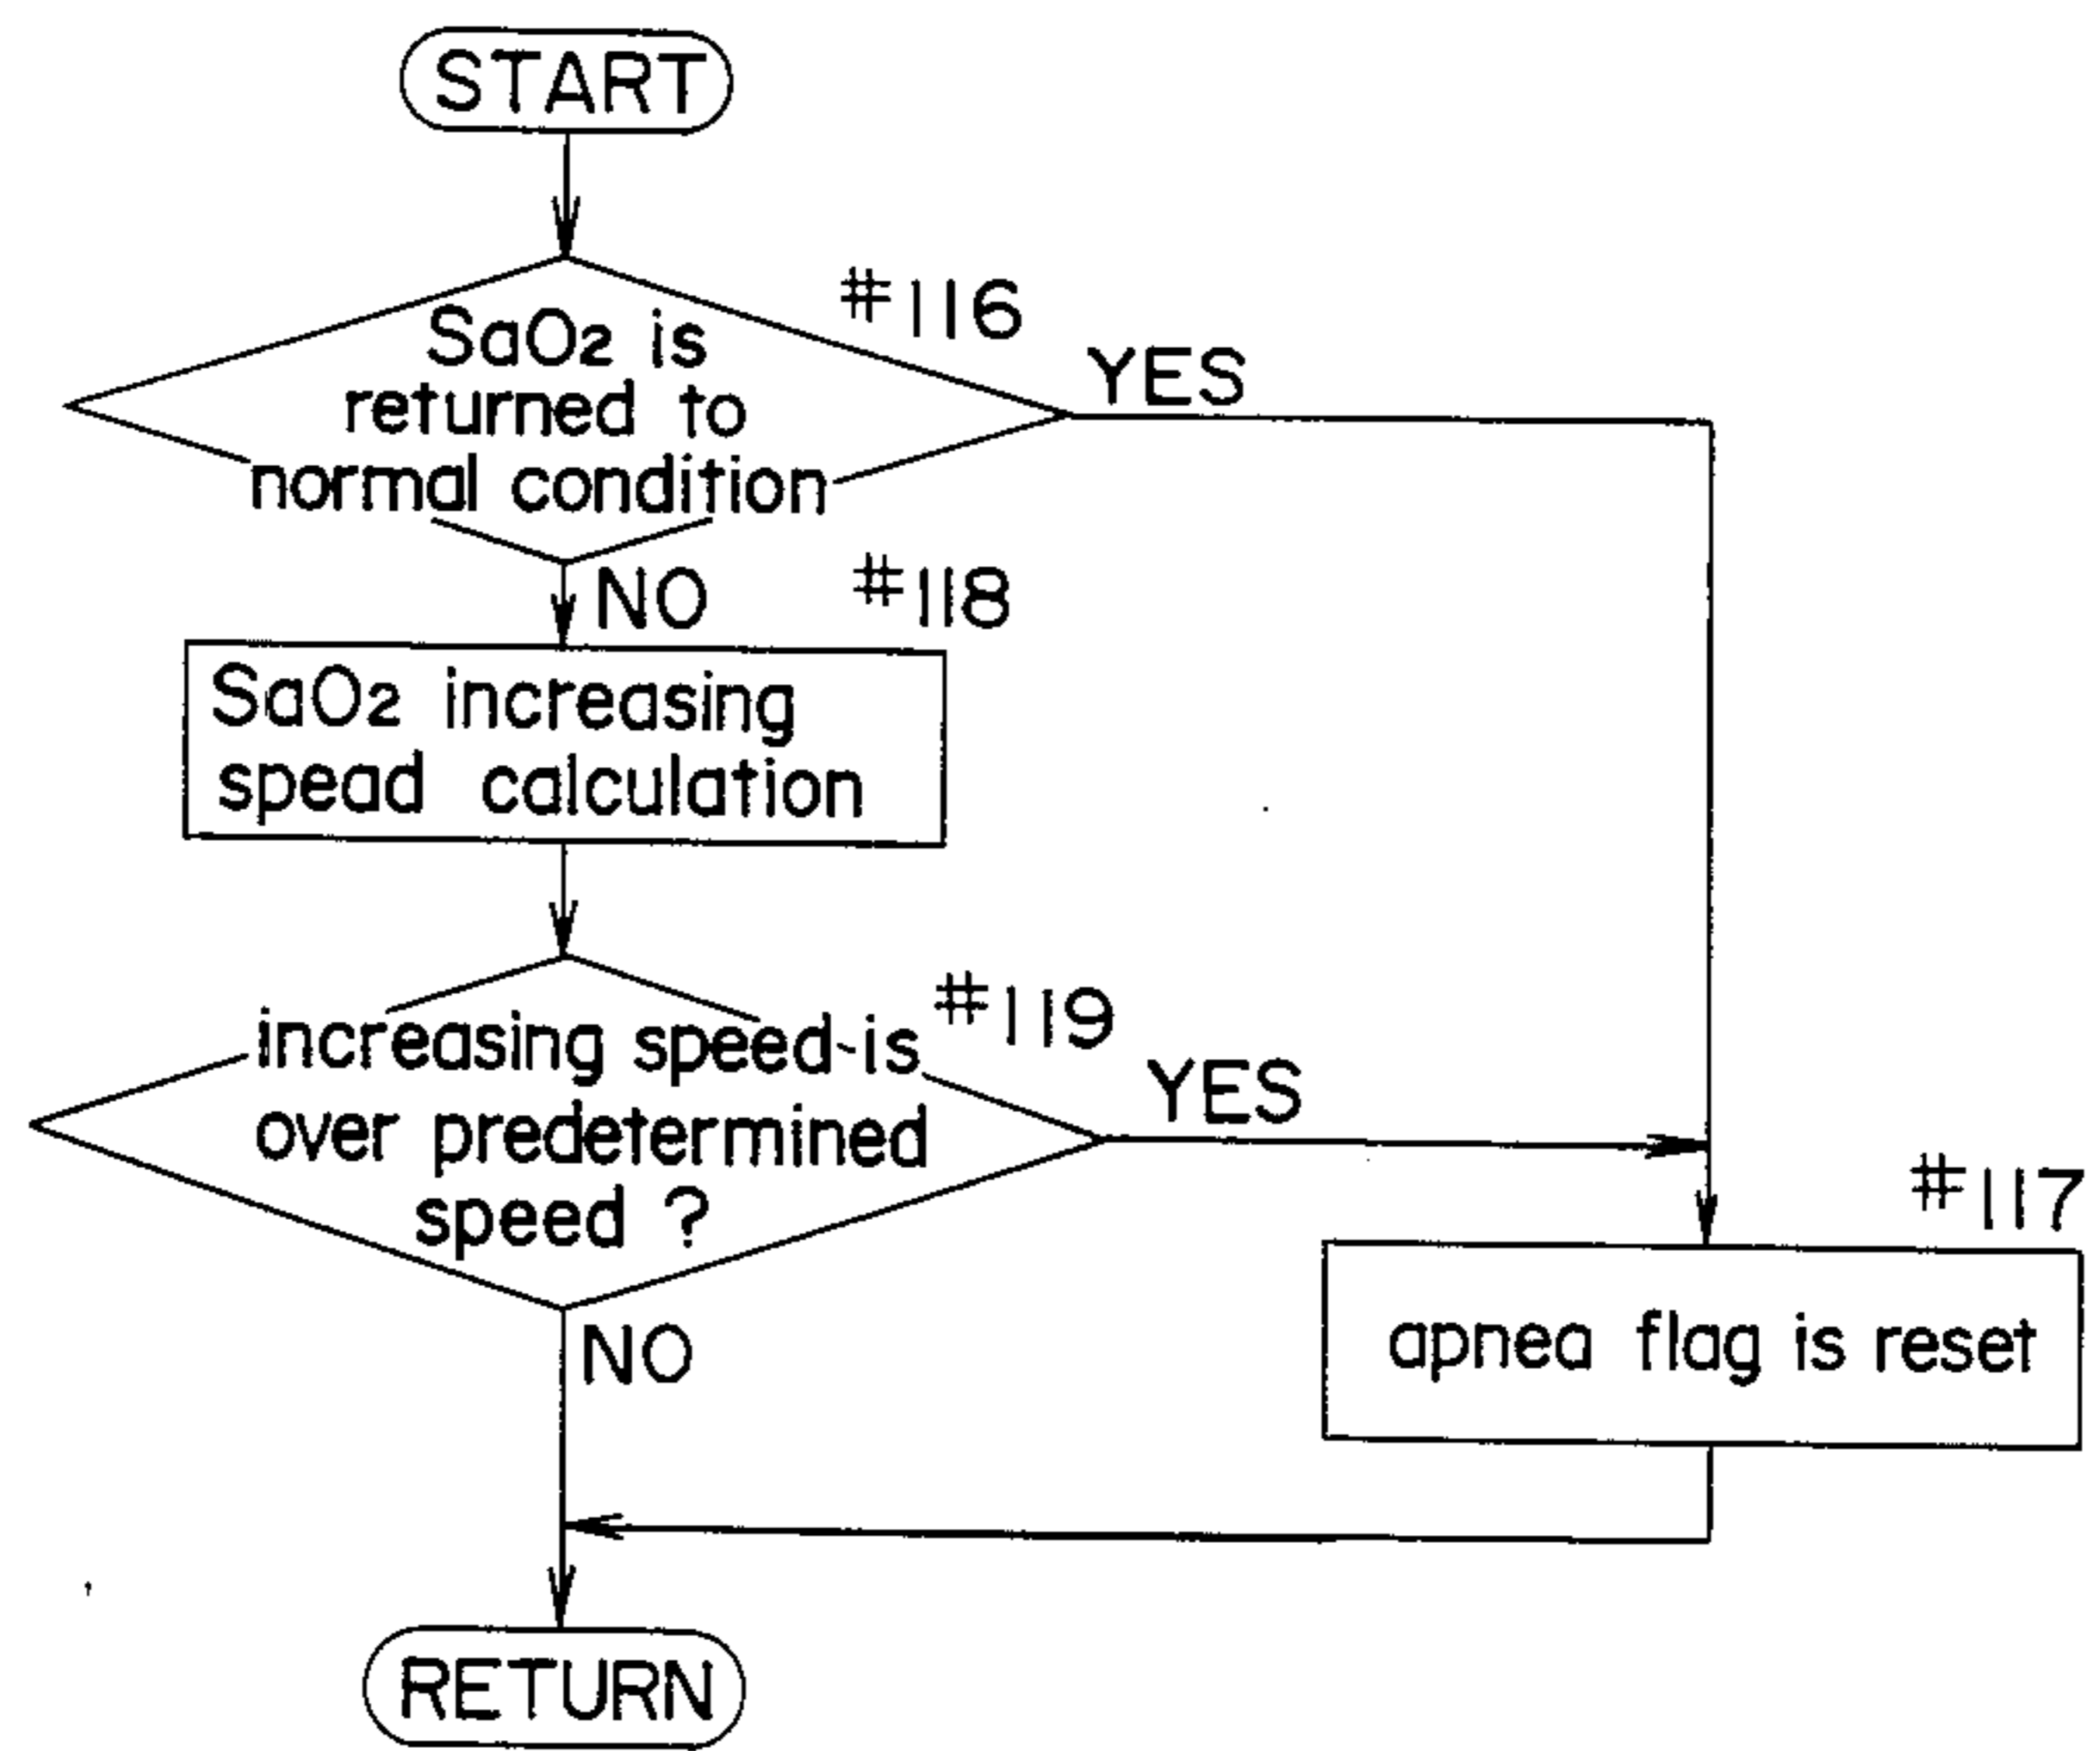 START
#116
SaO2 is
returned to
normal condition
YES
NO
#118
SaO2 increasing
spead calculation
#119
increasing speed is
over predetermined
speed ?
YES
NO
#117
apnea flag is reset
RETURN